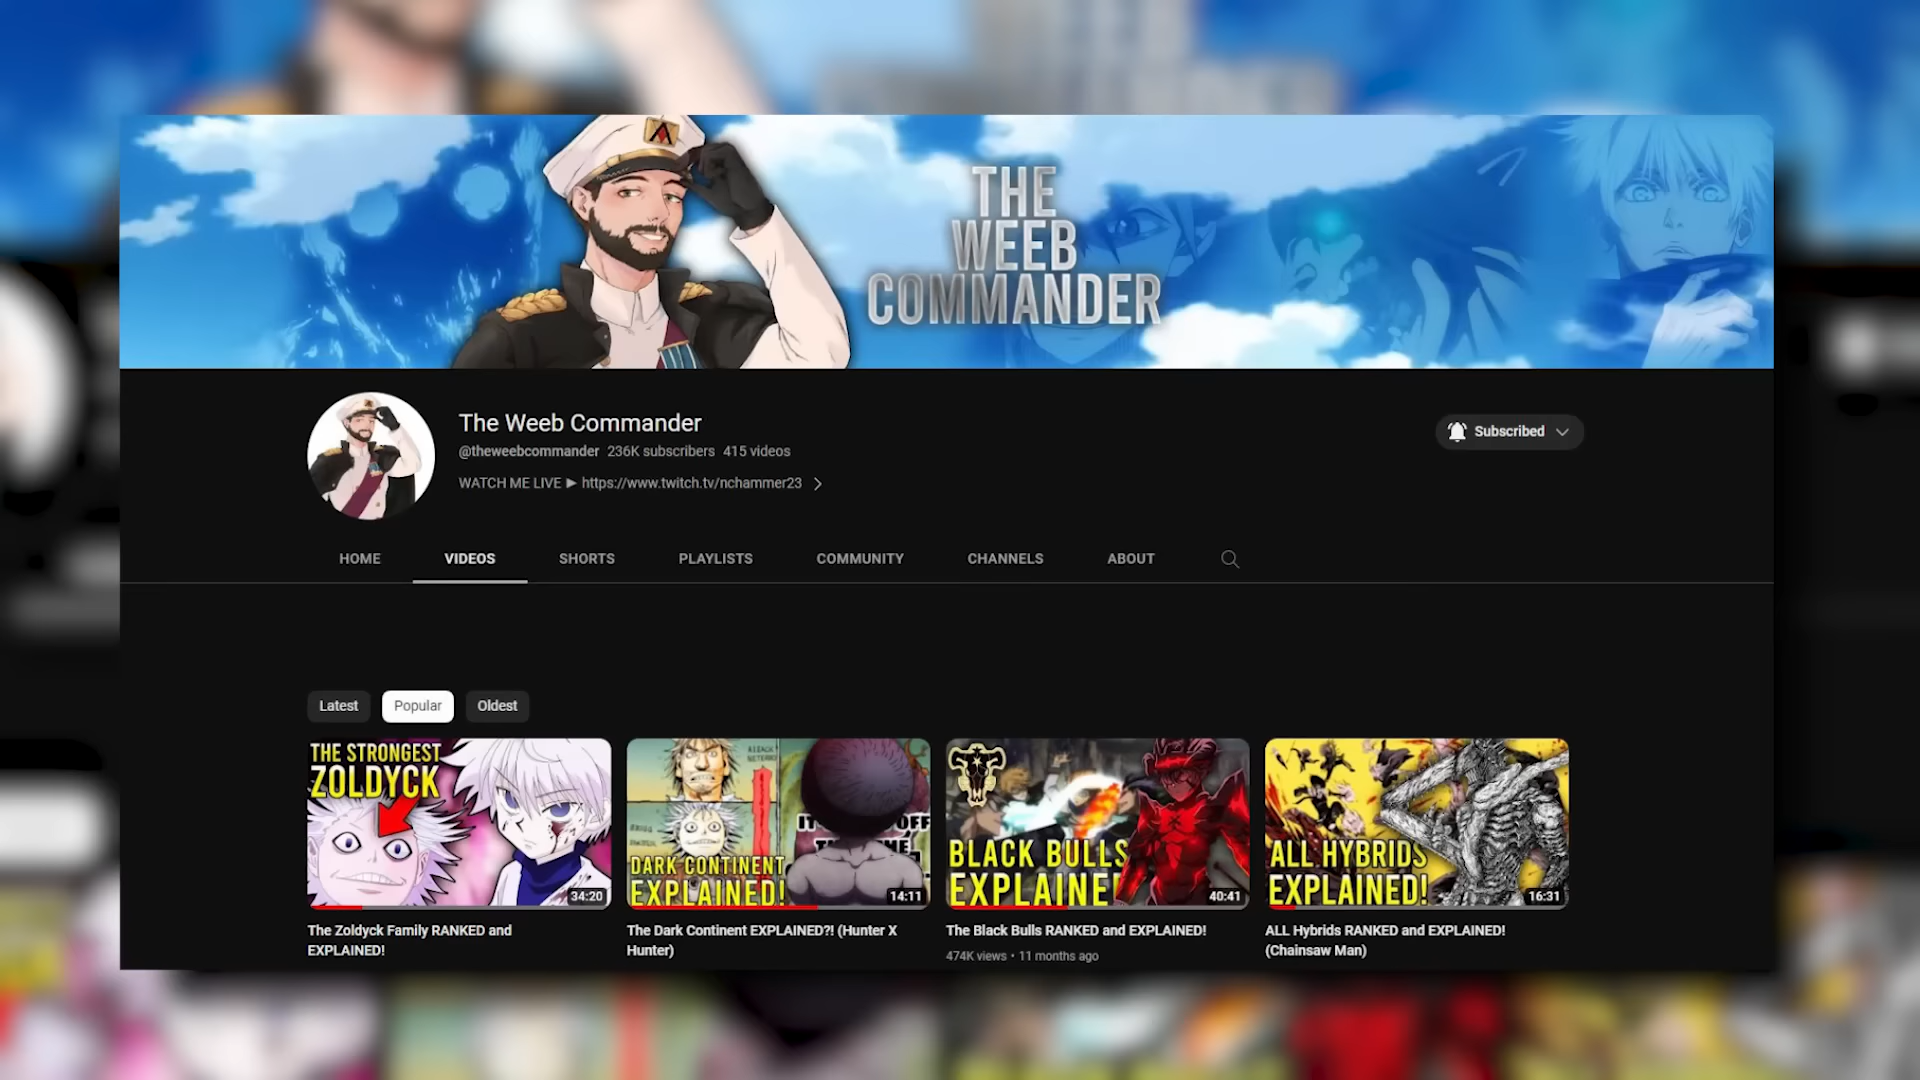 THE
WEEB
COMMANDER
The Weeb Commander
@theweebcommander 236K subscribers 415 videos
WATCH ME LIVE ► https://www.twitch.tv/nchammer23
Subscribed
HOME VIDEOS SHORTS PLAYLISTS COMMUNITY CHANNELS ABOUT
Latest Popular Oldest
THE STRONGEST
ZOLDYCK
34:20
DARK CONTINENT
EXPLAINED!
14:11
BLACK BULLS
EXPLAINE
40:41
ALL HYBRIDS
EXPLAINED!
16:31
The Zoldyck Family RANKED and
EXPLAINED!
The Dark Continent EXPLAINED?! (Hunter X
Hunter)
The Black Bulls RANKED and EXPLAINED!
474K views • 11 months ago
ALL Hybrids RANKED and EXPLAINED!
(Chainsaw Man)